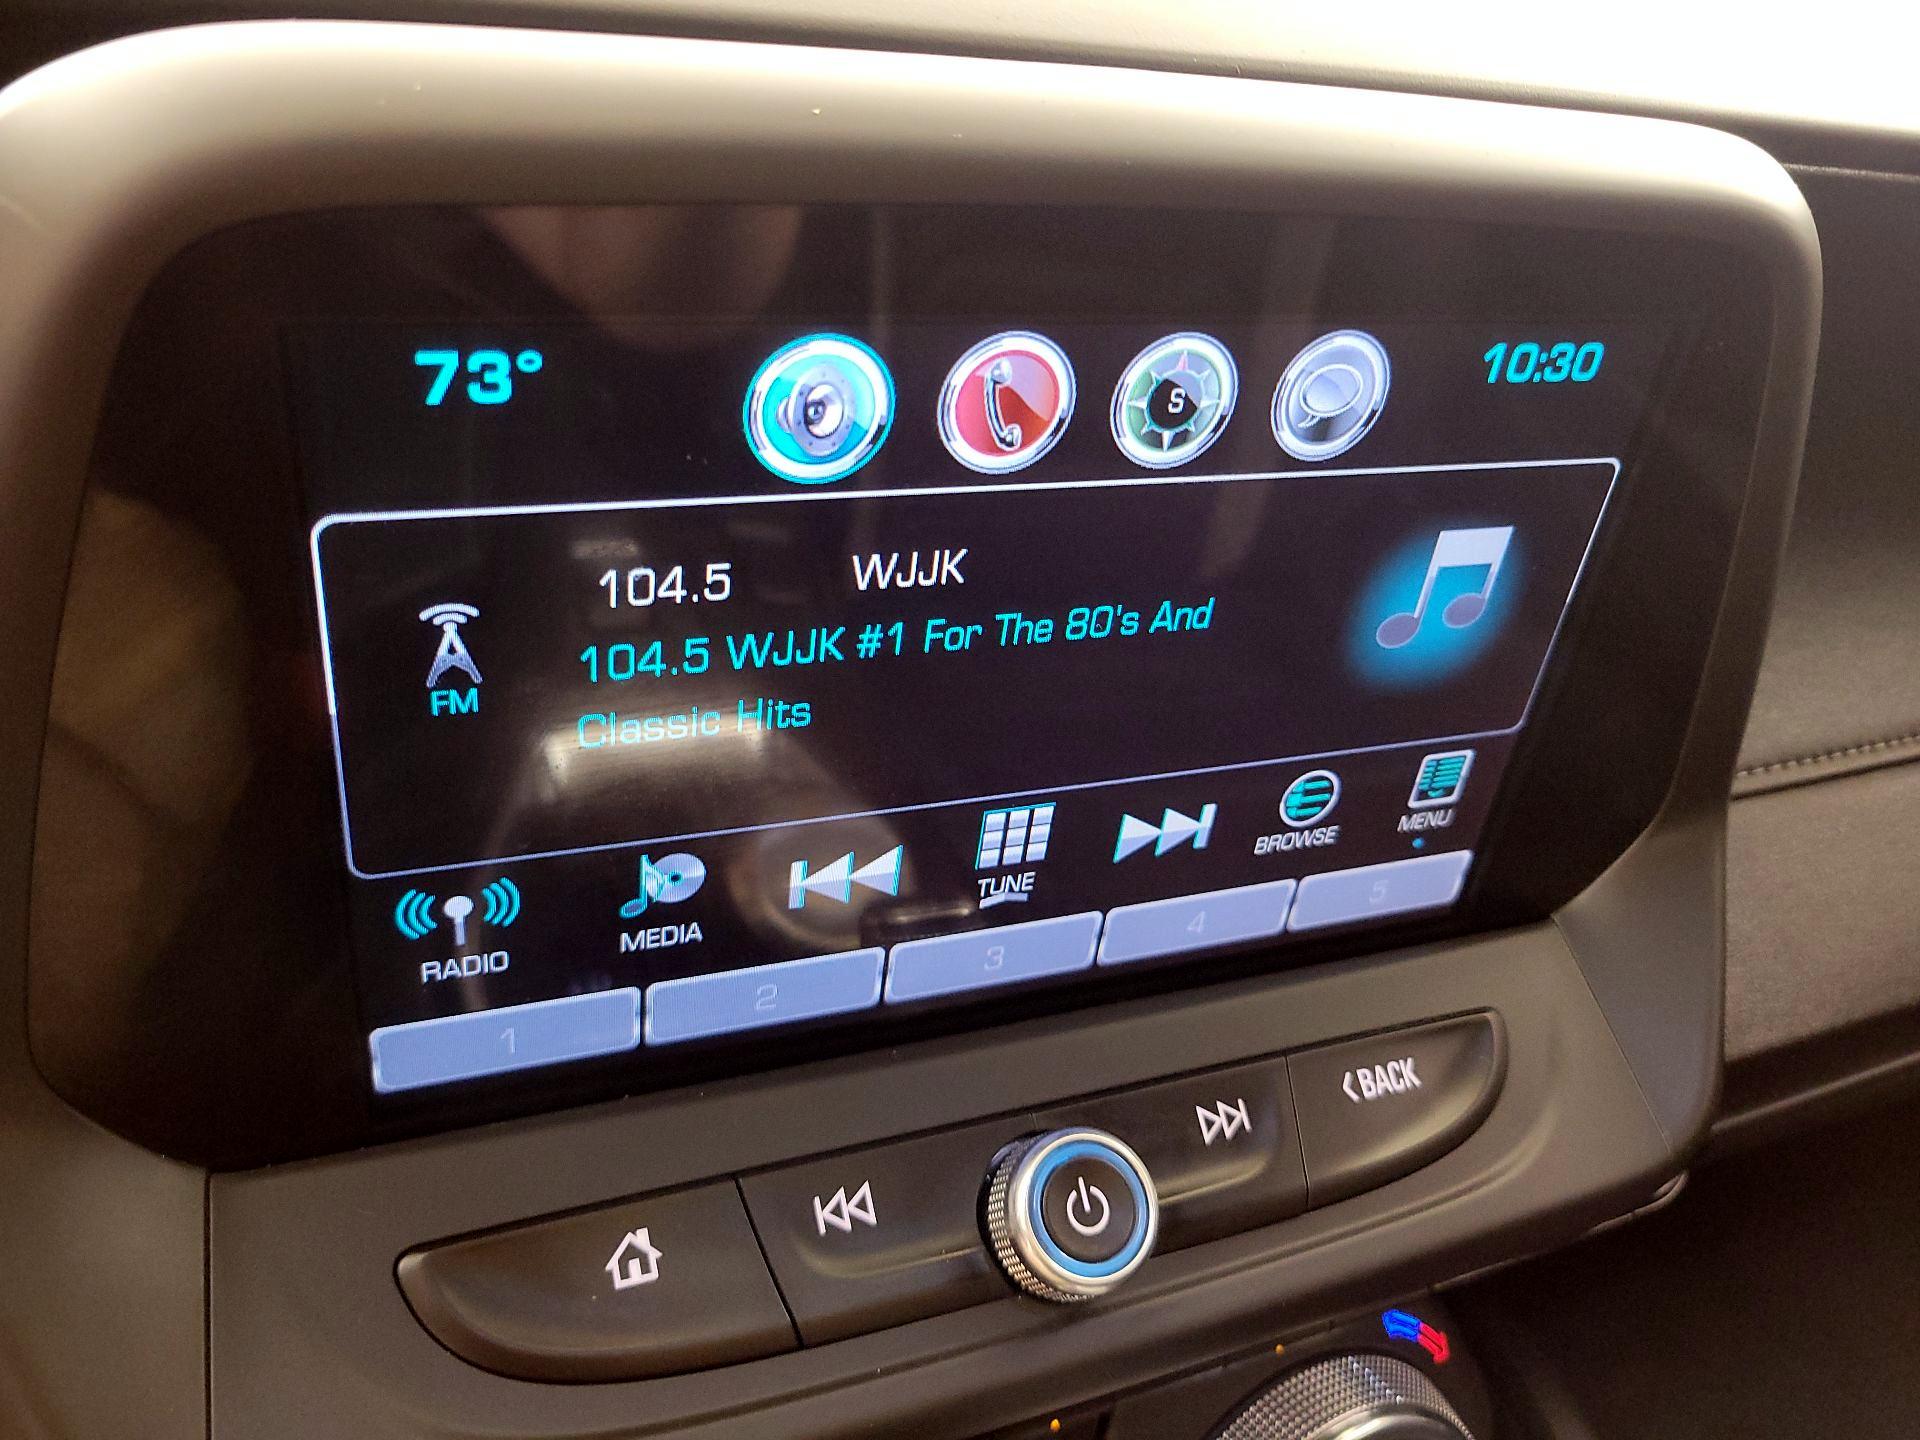 73° 10:30
S
104.5 WJJK
104.5 WJJK #1 For The 80's And
Classic Hits
FM
RADIO MEDIA TUNE BROWSE MENU
1 2 3 4 5
<BACK